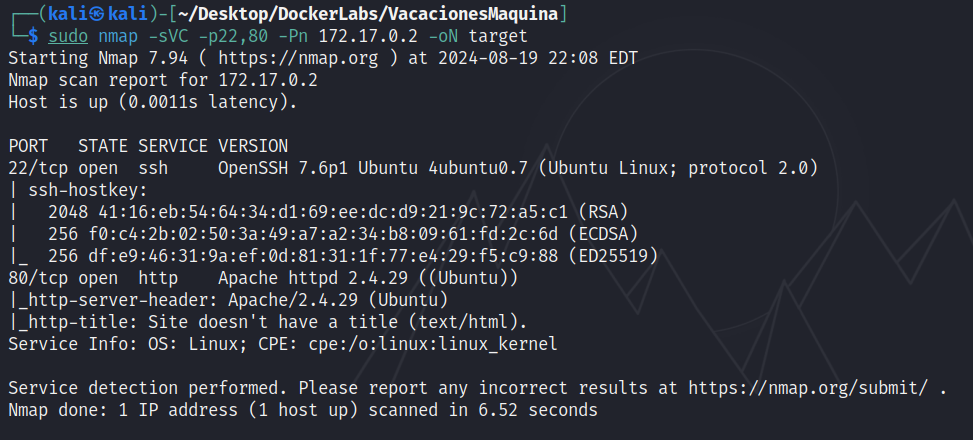 ┌──(kali㉿kali)-[~/Desktop/DockerLabs/VacacionesMaquina]
└─$ sudo nmap -sVC -p22,80 -Pn 172.17.0.2 -oN target
Starting Nmap 7.94 ( https://nmap.org ) at 2024-08-19 22:08 EDT
Nmap scan report for 172.17.0.2
Host is up (0.0011s latency).

PORT   STATE SERVICE VERSION
22/tcp open  ssh     OpenSSH 7.6p1 Ubuntu 4ubuntu0.7 (Ubuntu Linux; protocol 2.0)
| ssh-hostkey:
|   2048 41:16:eb:54:64:34:d1:69:ee:dc:d9:21:9c:72:a5:c1 (RSA)
|   256 f0:c4:2b:02:50:3a:49:a7:a2:34:b8:09:61:fd:2c:6d (ECDSA)
|_  256 df:e9:46:31:9a:ef:0d:81:31:1f:77:e4:29:f5:c9:88 (ED25519)
80/tcp open  http    Apache httpd 2.4.29 ((Ubuntu))
|_http-server-header: Apache/2.4.29 (Ubuntu)
|_http-title: Site doesn't have a title (text/html).
Service Info: OS: Linux; CPE: cpe:/o:linux:linux_kernel

Service detection performed. Please report any incorrect results at https://nmap.org/submit/ .
Nmap done: 1 IP address (1 host up) scanned in 6.52 seconds